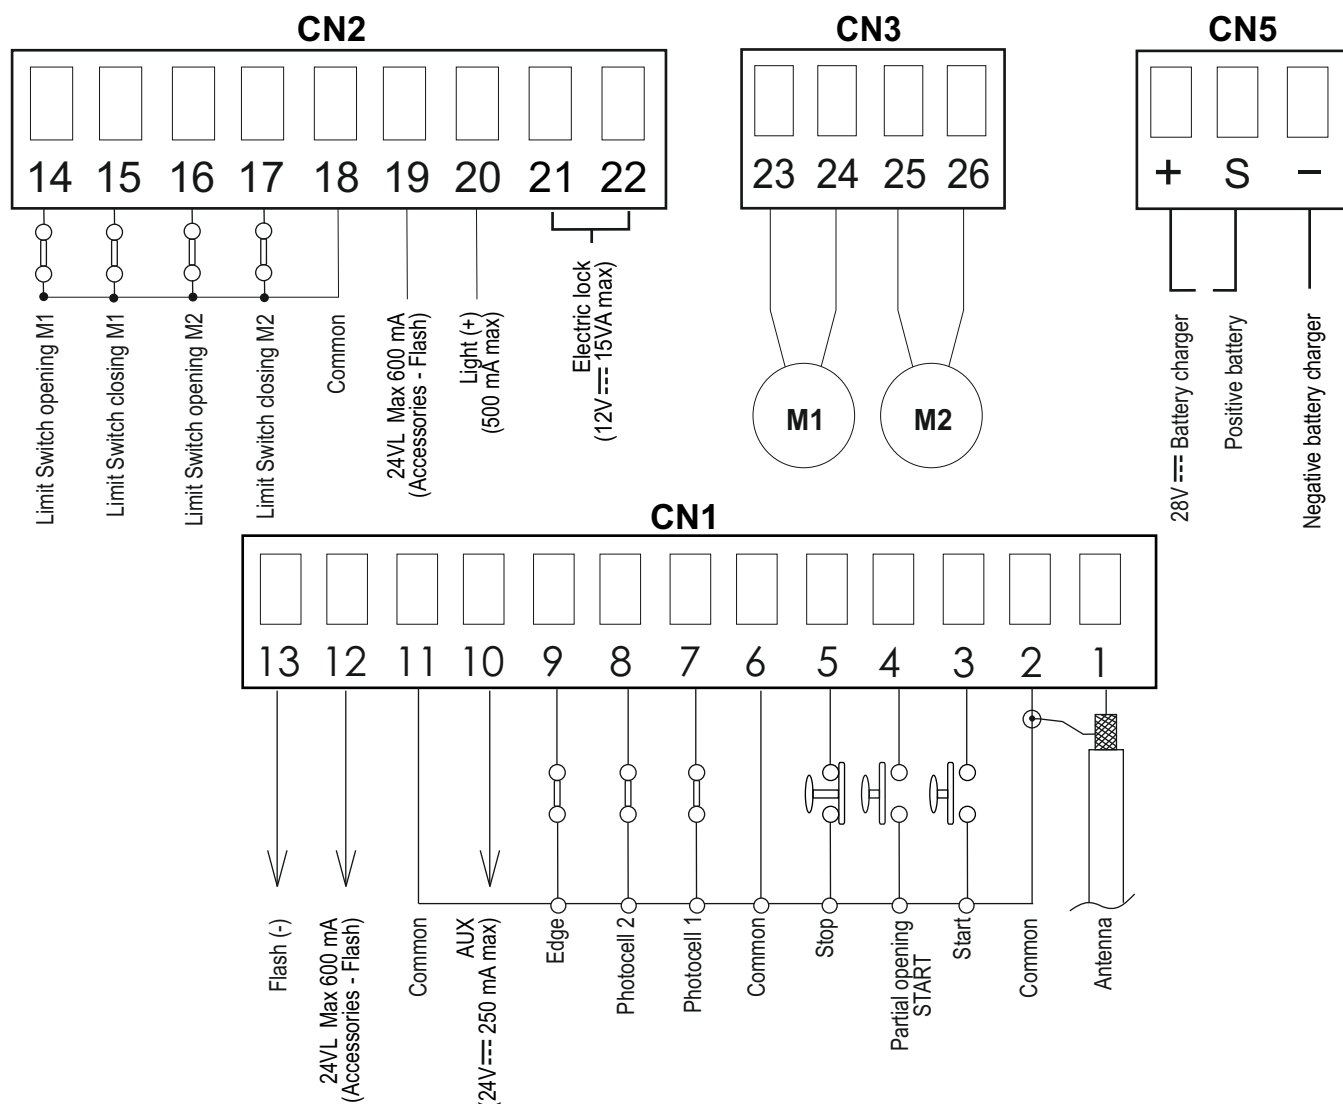 CN2
14 15 16 17 18 19 20 21 22
Limit Switch opening M1
Limit Switch closing M1
Limit Switch opening M2
Limit Switch closing M2
Common
24VL Max 600 mA
(Accessories - Flash)
Light (+)
(500 mA max)
Electric lock
(12V⎓15VA max)
CN3
23 24 25 26
M1
M2
CN5
+ S −
28V⎓Battery charger
Positive battery
Negative battery charger
CN1
13 12 11 10 9 8 7 6 5 4 3 2 1
Flash (-)
24VL Max 600 mA
(Accessories - Flash)
Common
AUX
(24V⎓250 mA max)
Edge
Photocell 2
Photocell 1
Common
Stop
Partial opening
START
Start
Common
Antenna